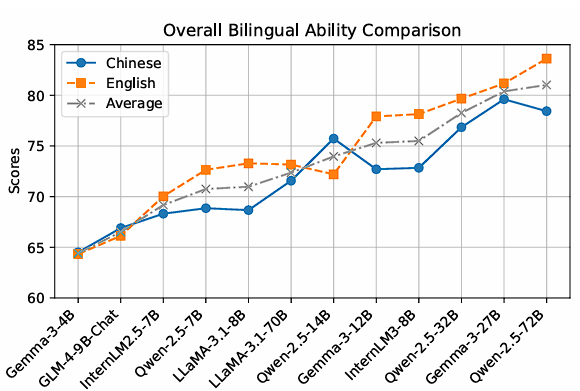 Overall Bilingual Ability Comparison
85
80
75
70
65
60
Scores
Chinese
English
Average
Gemma-3-4B
GLM-4-9B-Chat
InternLM2.5-7B
Qwen-2.5-7B
LLaMA-3.1-8B
LLaMA-3.1-70B
Qwen-2.5-14B
Gemma-3-12B
InternLM3-8B
Qwen-2.5-32B
Gemma-3-27B
Qwen-2.5-72B